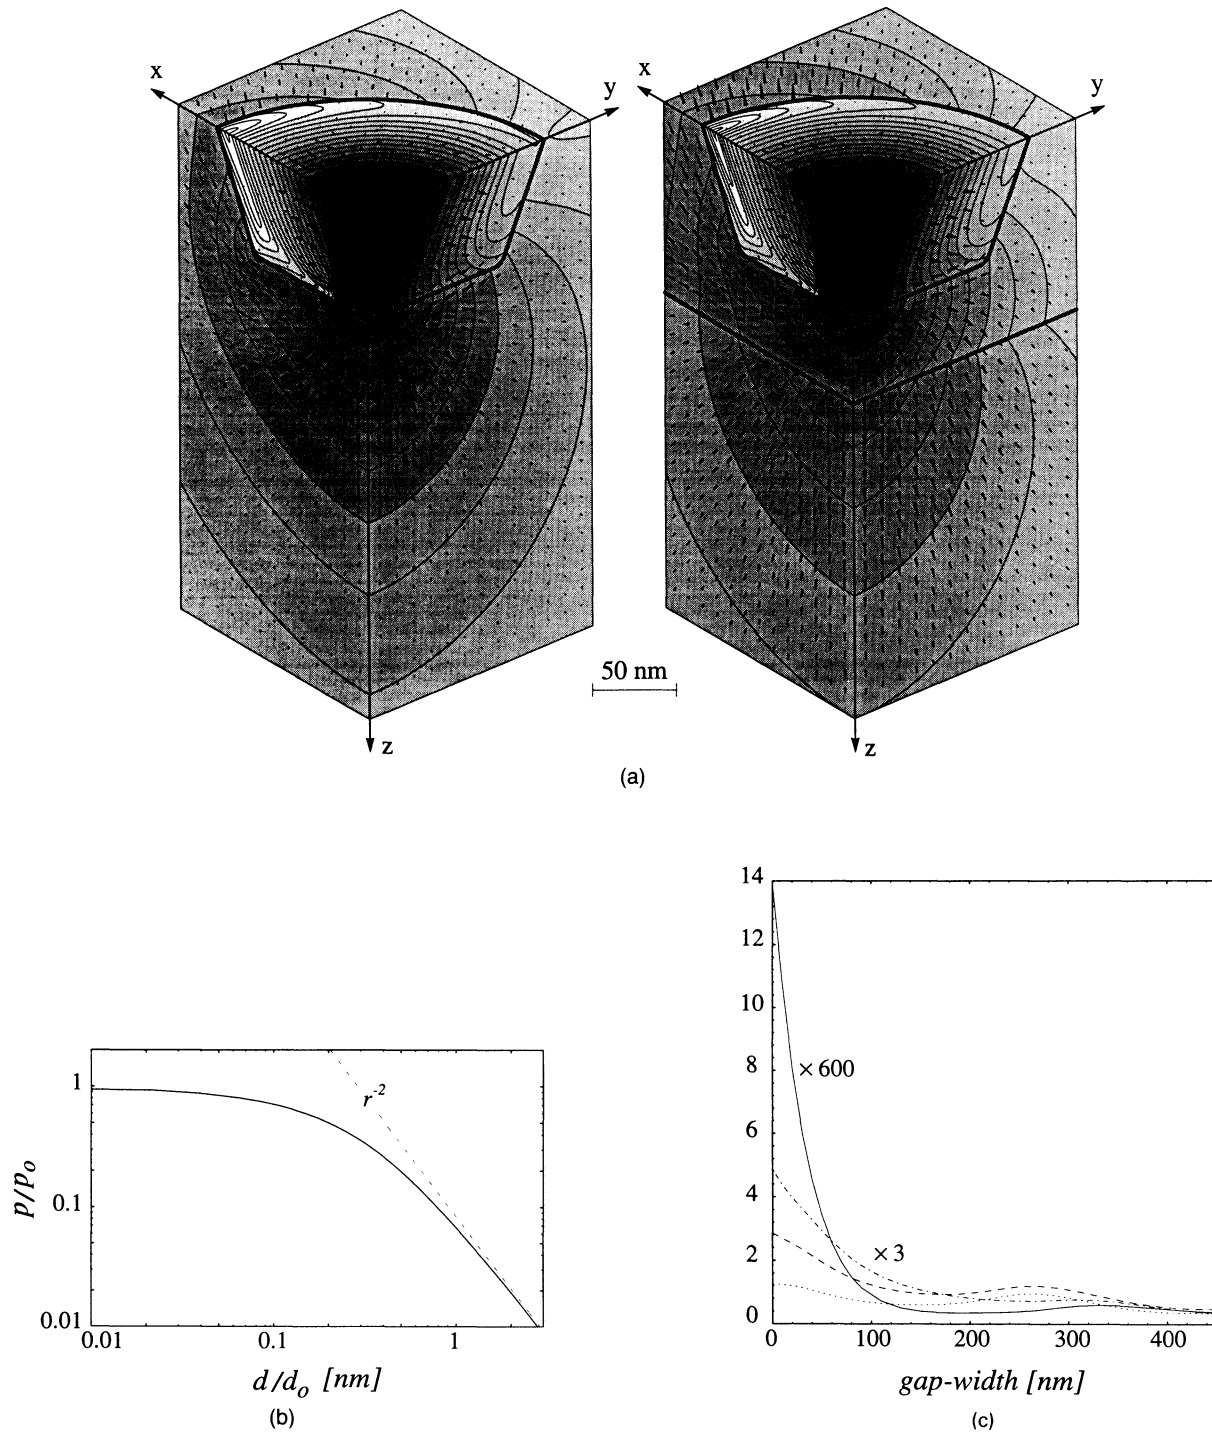 x
y
x
y
50 nm
z
z
(a)
1
0.1
0.01
p/p₀
r⁻²
0.01
0.1
1
d/d₀ [nm]
(b)
14
12
10
8
6
4
2
0
× 600
× 3
0
100
200
300
400
gap-width [nm]
(c)